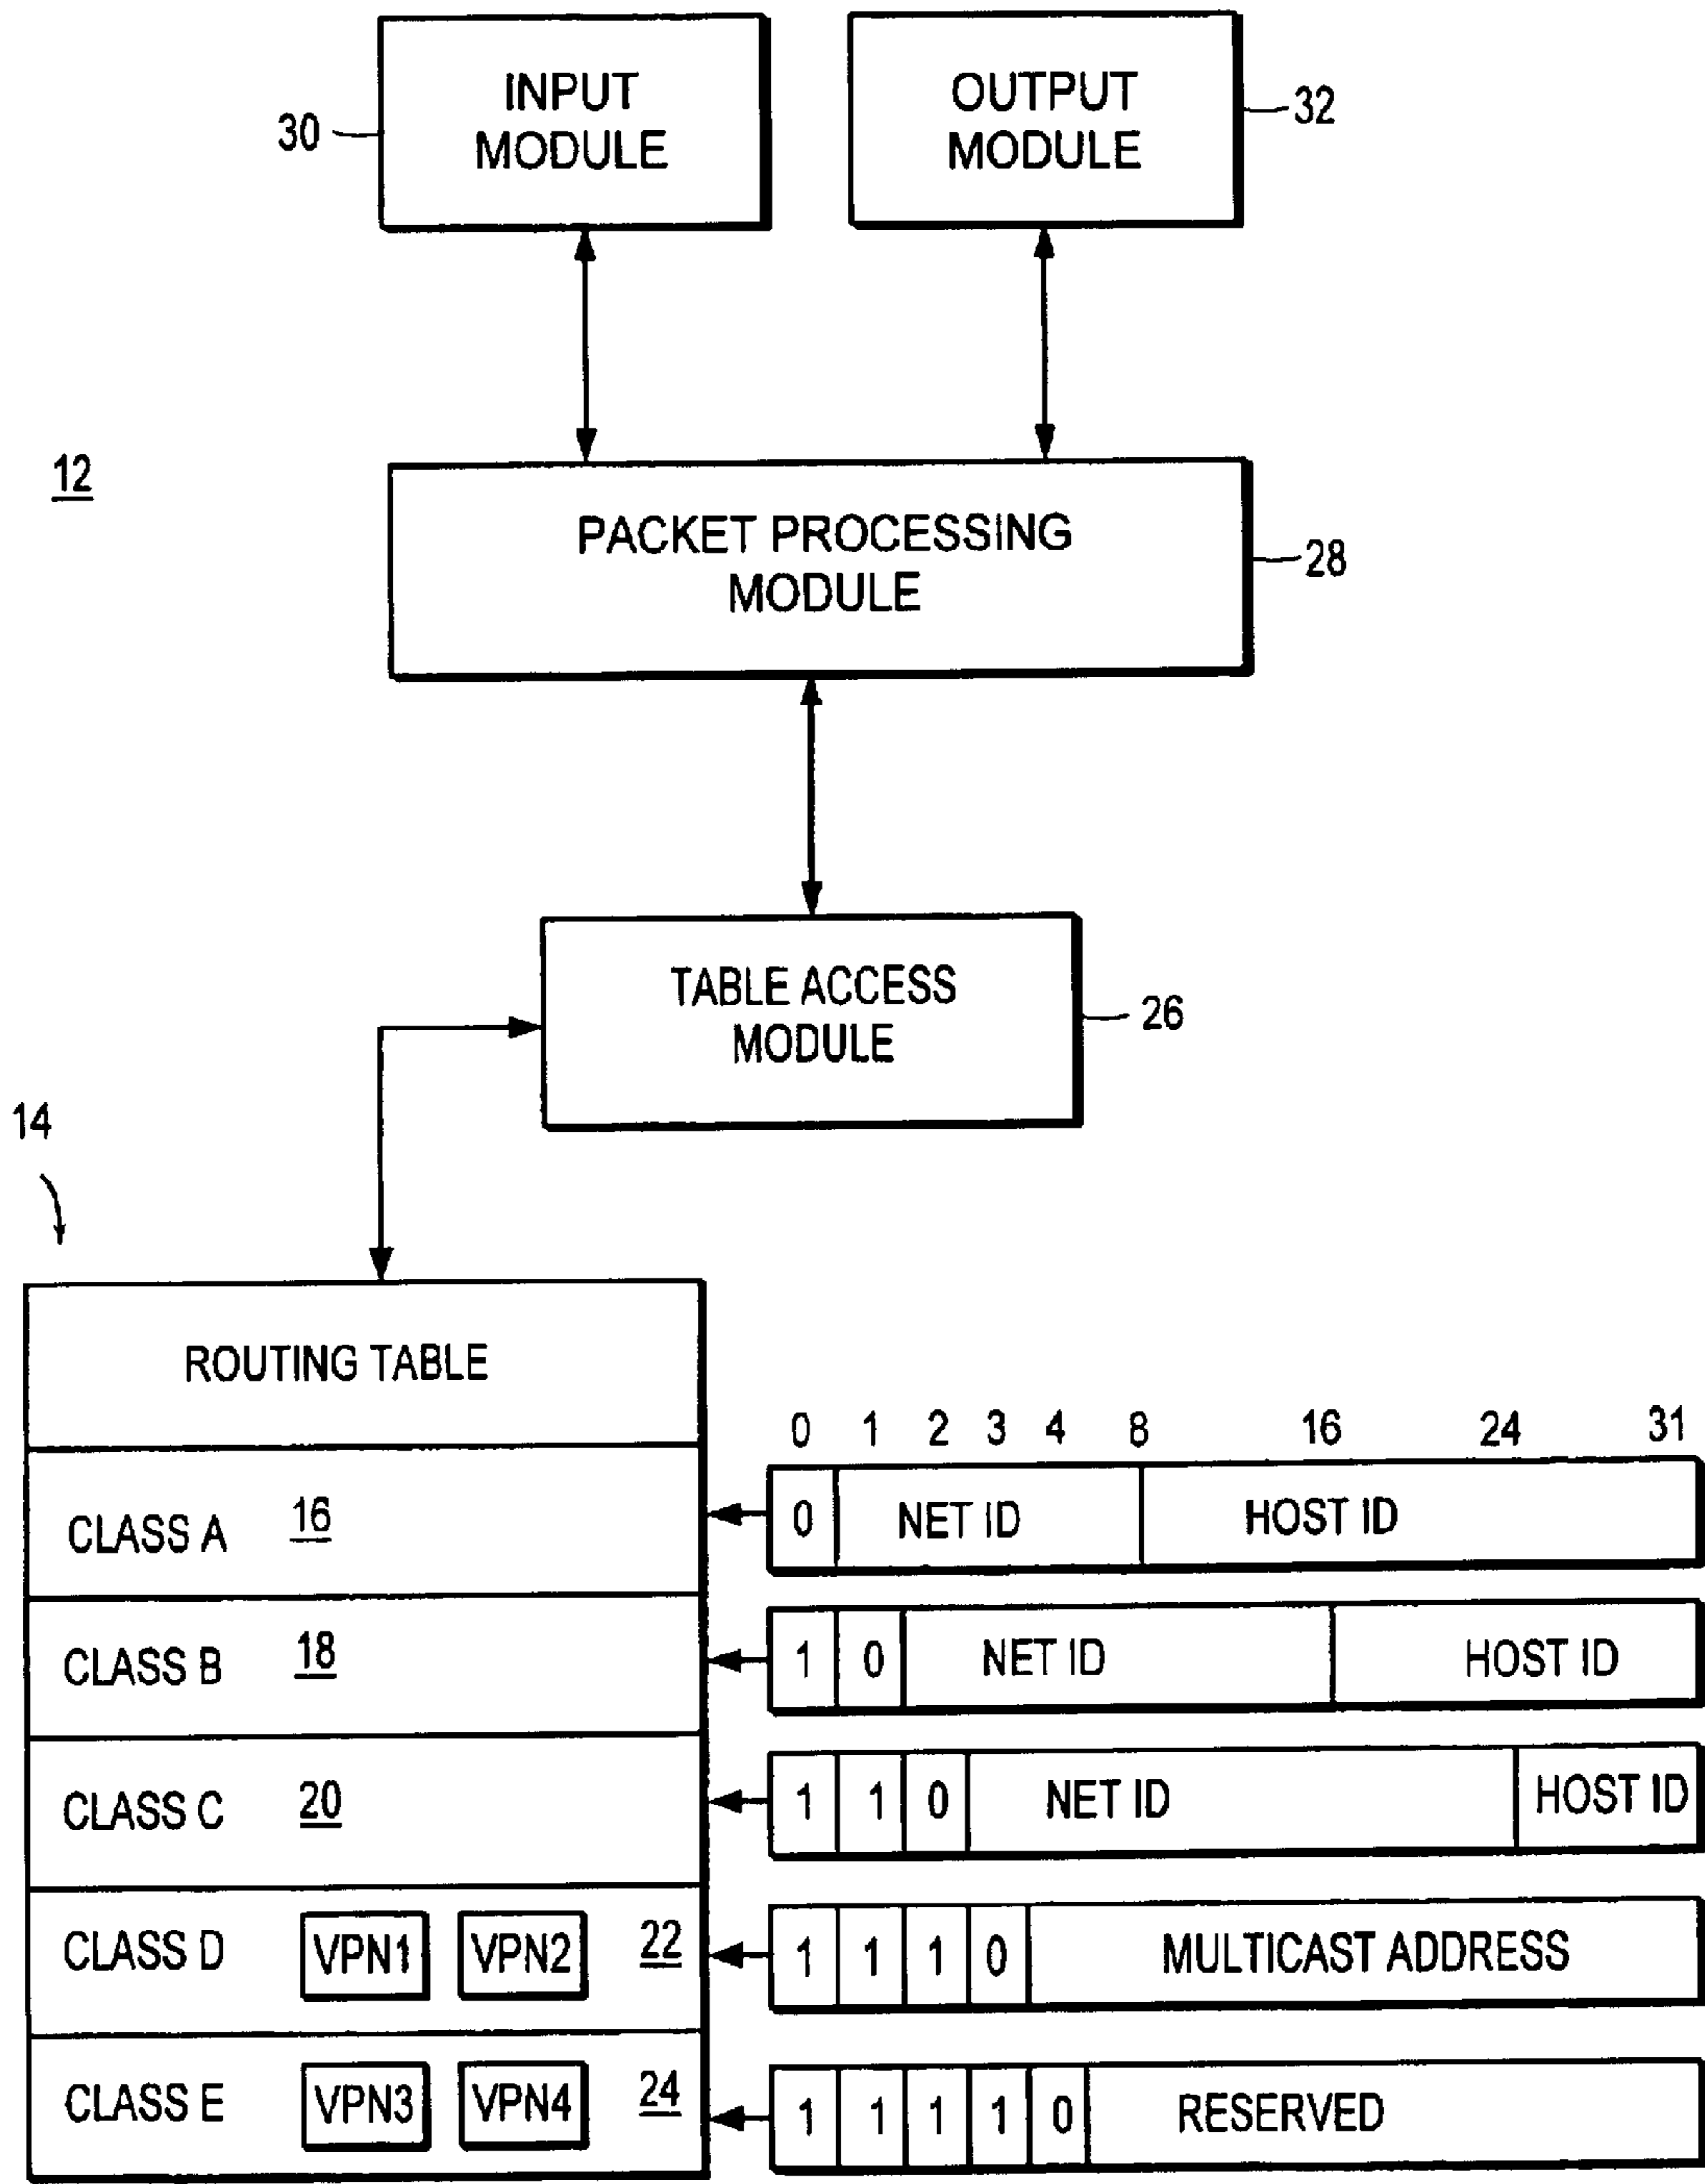 INPUT
MODULE
30
OUTPUT
MODULE
32
12
PACKET PROCESSING
MODULE
28
TABLE ACCESS
MODULE
26
14
ROUTING TABLE
0 1 2 3 4 8 16 24 31
CLASS A 16
0 NET ID HOST ID
CLASS B 18
1 0 NET ID HOST ID
CLASS C 20
1 1 0 NET ID HOST ID
CLASS D VPN1 VPN2 22
1 1 1 0 MULTICAST ADDRESS
CLASS E VPN3 VPN4 24
1 1 1 1 0 RESERVED